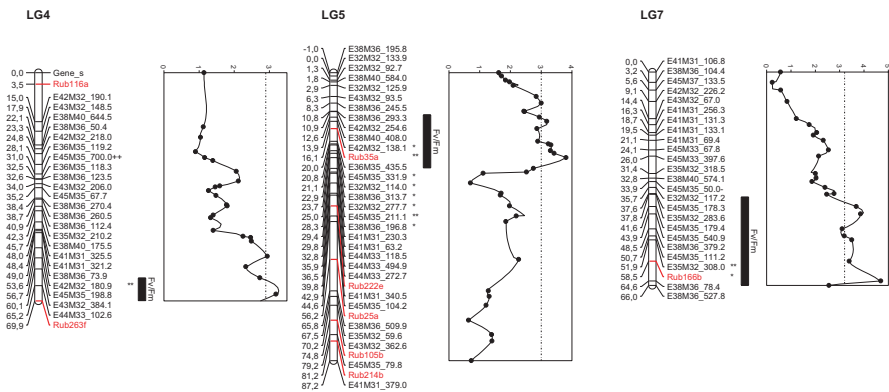 LG4
0,0 Gene_s
3,5 Rub116a
15,0 E42M32_190.1
17,9 E43M32_148.5
22,1 E38M40_644.5
23,3 E38M36_50.4
24,8 E42M32_218.0
28,1 E35M36_119.2
31,0 E45M35_700.0++
32,5 E36M35_118.3
32,8 E38M36_123.5
34,0 E43M32_206.0
35,4 E45M35_67.7
38,4 E38M36_270.4
38,7 E38M36_260.5
40,9 E38M36_112.4
42,3 E35M32_210.2
45,7 E38M40_175.5
48,0 E41M31_325.5
48,4 E41M31_321.2
49,0 E38M36_73.9
53,6 E42M32_180.9 **
56,7 E45M35_198.8
60,1 E43M32_384.1
65,2 E44M33_102.6
69,9 Rub263f
Fv/Fm
0 1 2 3
LG5
-1,0 E38M36_195.8
0,0 E32M32_133.9
1,3 E32M32_92.7
1,8 E38M40_584.0
2,9 E32M32_125.9
6,3 E43M32_93.5
8,3 E38M36_245.5
10,8 E38M36_293.3
10,9 E42M32_254.6
12,8 E38M40_408.0
13,9 E42M32_138.1 *
16,1 Rub35a **
20,0 E36M35_435.5
20,8 E45M35_331.9 *
21,1 E32M32_114.0 *
22,9 E38M36_313.7 *
23,7 E32M32_277.7 *
25,0 E45M35_211.1 **
28,3 E38M36_196.8 *
29,1 E41M31_230.3
29,8 E41M31_63.2
32,8 E44M33_118.5
35,9 E44M33_494.9
36,5 E44M33_272.7
39,8 Rub222e
42,9 E41M31_340.5
44,6 E45M35_104.2
56,2 Rub25a
65,8 E38M36_509.9
67,5 E35M32_59.6
70,2 E43M32_362.6
74,8 Rub105b
79,2 E45M35_79.8
81,2 Rub214b
87,2 E41M31_379.0
Fv/Fm
0 1 2 3 4
LG7
0,0 E41M31_106.8
3,2 E38M36_104.4
5,6 E45M37_133.5
9,1 E42M32_226.2
14,4 E43M32_67.0
16,3 E41M31_256.3
18,7 E41M31_131.3
19,5 E41M31_133.1
21,1 E41M31_69.4
24,1 E45M33_67.8
26,0 E45M33_397.6
31,4 E35M32_318.5
32,8 E38M40_574.1
33,9 E45M35_50.0-
35,7 E32M32_117.2
37,6 E45M35_178.3
37,8 E35M32_283.6
41,6 E45M35_179.4
43,9 E45M35_540.9
48,5 E38M36_379.2
50,7 E45M35_111.2
51,9 E35M32_308.0 **
58,5 Rub166b *
64,6 E38M36_78.4
66,0 E38M36_527.8
Fv/Fm
0 1 2 3 4 5